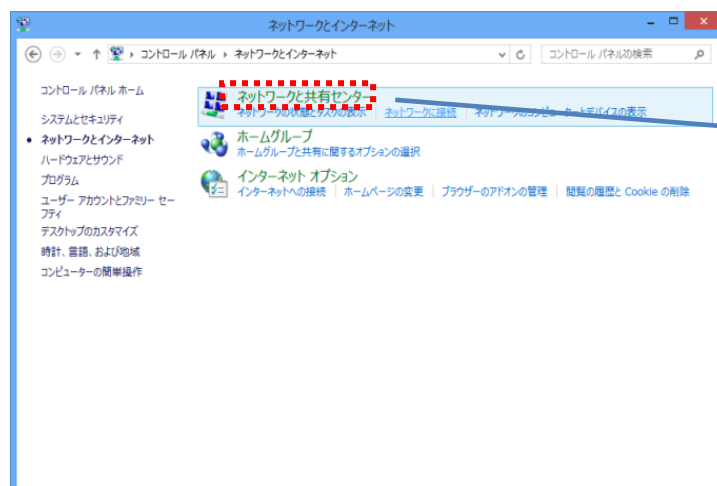 ネットワークとインターネット
コントロール パネル ネットワークとインターネット
コントロール パネルの検索
コントロール パネル ホーム
システムとセキュリティ
ネットワークとインターネット
ハードウェアとサウンド
プログラム
ユーザー アカウントとファミリー セー
フティ
デスクトップのカスタマイズ
時計、言語、および地域
コンピューターの簡単操作
ネットワークと共有センター
ネットワークの状態とタスクの表示 ネットワークに接続 ネットワークのコンピューターとデバイスの表示
ホームグループ
ホームグループと共有に関するオプションの選択
インターネット オプション
インターネットへの接続 ホームページの変更 ブラウザーのアドオンの管理 閲覧の履歴と Cookie の削除